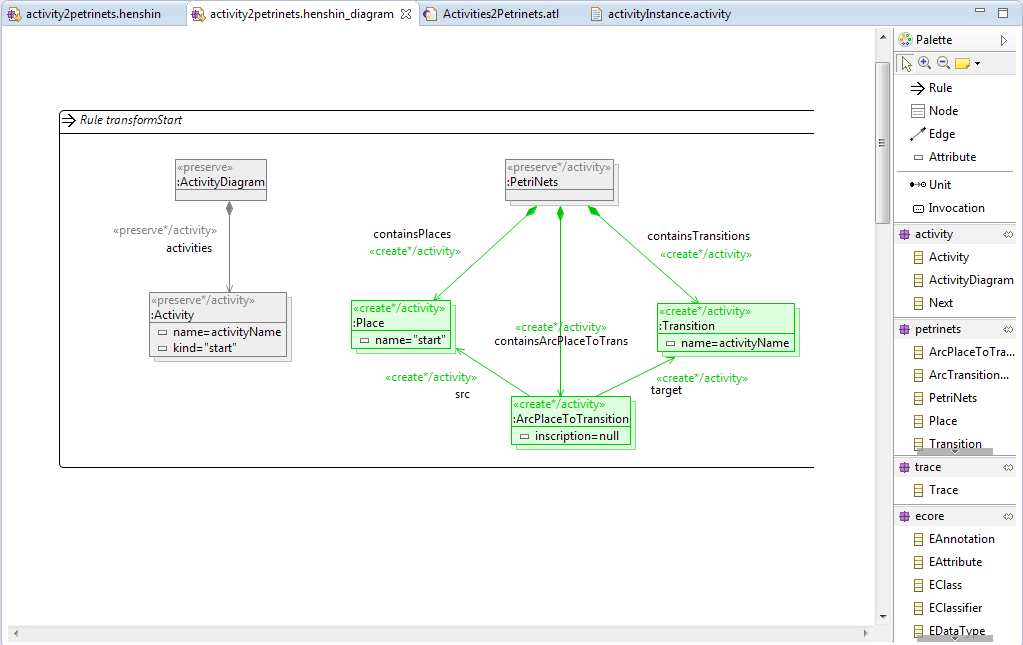 activity2petrinets.henshin
activity2petrinets.henshin_diagram
Activities2Petrinets.atl
activityInstance.activity
Rule transformStart
«preserve»
:ActivityDiagram
«preserve*/activity»
activities
«preserve*/activity»
:Activity
name=activityName
kind="start"
«preserve*/activity»
:PetriNets
containsPlaces
«create*/activity»
containsTransitions
«create*/activity»
«create*/activity»
:Place
name="start"
«create*/activity»
containsArcPlaceToTrans
«create*/activity»
:Transition
name=activityName
«create*/activity»
src
«create*/activity»
target
«create*/activity»
:ArcPlaceToTransition
inscription=null
Palette
Rule
Node
Edge
Attribute
Unit
Invocation
activity
Activity
ActivityDiagram
Next
petrinets
ArcPlaceToTra...
ArcTransition...
PetriNets
Place
Transition
trace
Trace
ecore
EAnnotation
EAttribute
EClass
EClassifier
EDataType